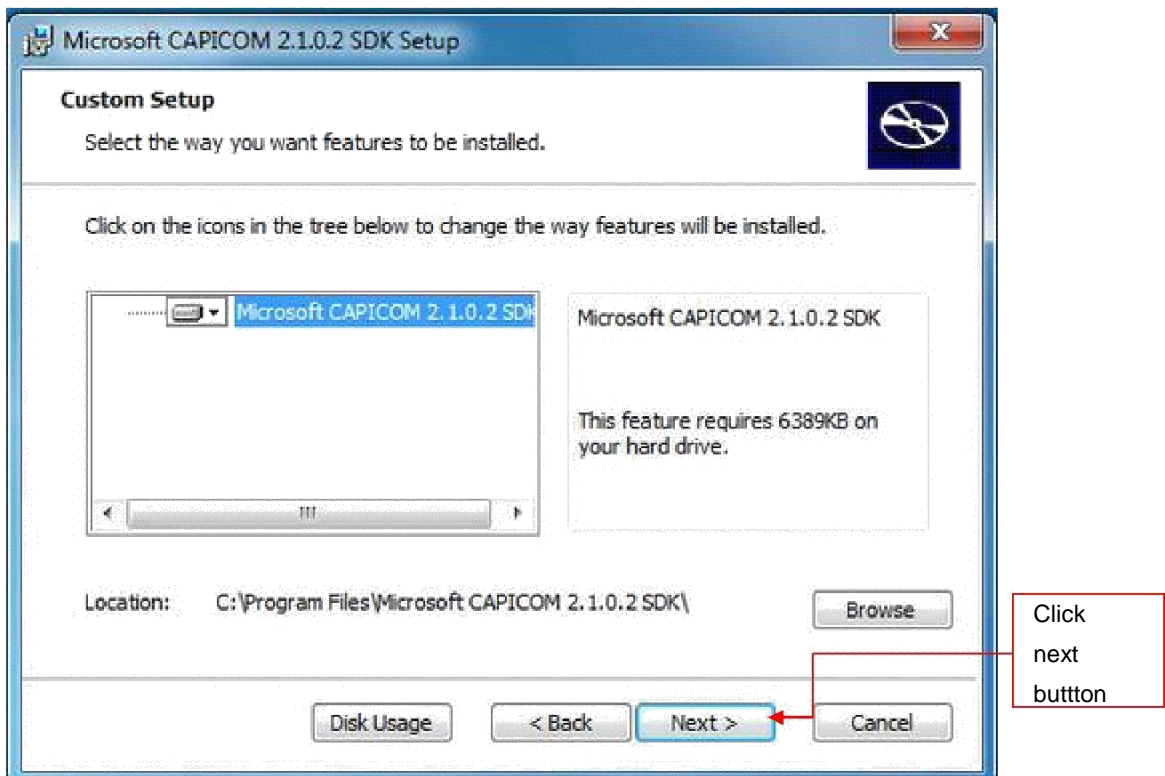 Microsoft CAPICOM 2.1.0.2 SDK Setup
Custom Setup
Select the way you want features to be installed.
Click on the icons in the tree below to change the way features will be installed.
Microsoft CAPICOM 2.1.0.2 SDK
Microsoft CAPICOM 2.1.0.2 SDK
This feature requires 6389KB on
your hard drive.
Location: C:\Program Files\Microsoft CAPICOM 2.1.0.2 SDK\
Browse
Click
next
buttton
Disk Usage < Back Next > Cancel